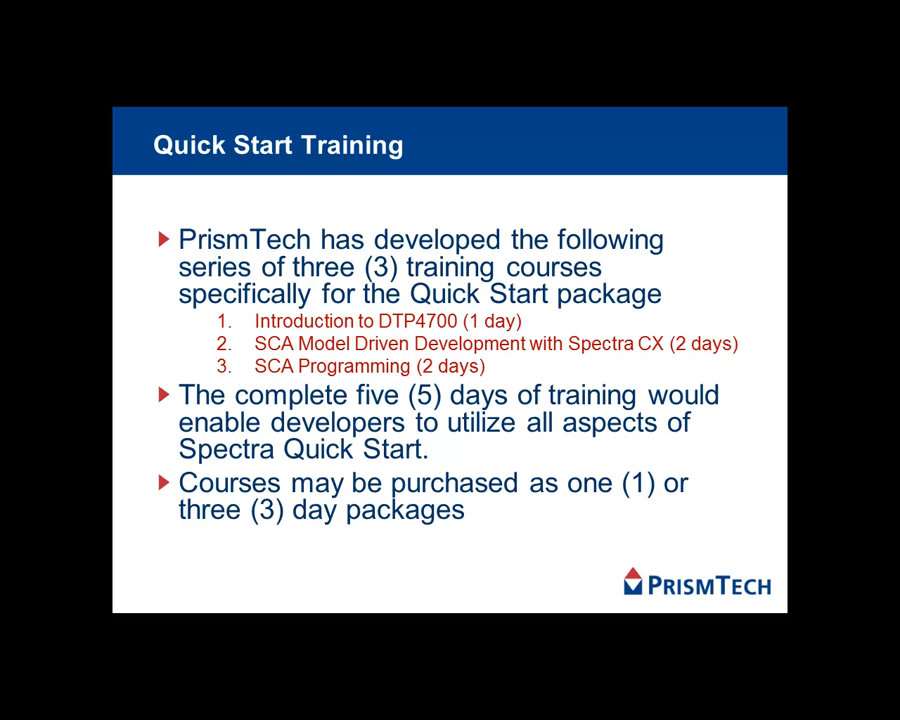 Quick Start Training
PrismTech has developed the following
series of three (3) training courses
specifically for the Quick Start package
1. Introduction to DTP4700 (1 day)
2. SCA Model Driven Development with Spectra CX (2 days)
3. SCA Programming (2 days)
The complete five (5) days of training would
enable developers to utilize all aspects of
Spectra Quick Start.
Courses may be purchased as one (1) or
three (3) day packages
PRISMTECH